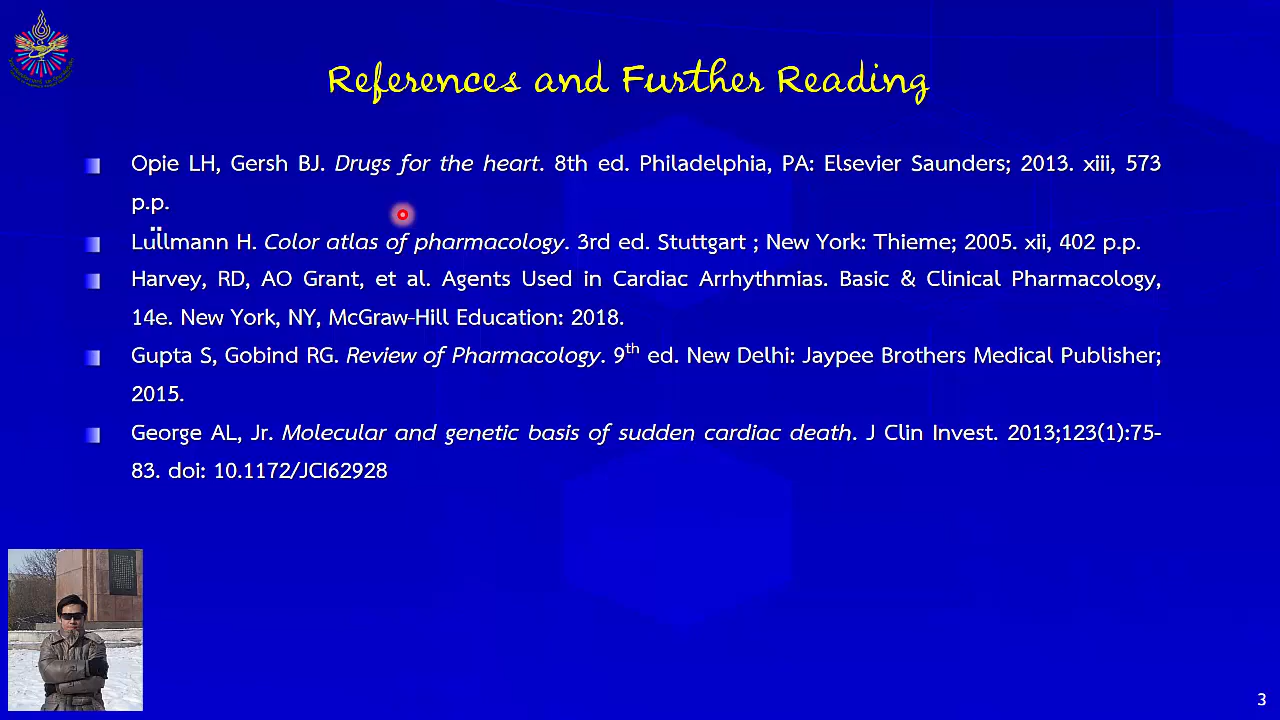 References and Further Reading
Opie LH, Gersh BJ. Drugs for the heart. 8th ed. Philadelphia, PA: Elsevier Saunders; 2013. xiii, 573
p.p.
Lüllmann H. Color atlas of pharmacology. 3rd ed. Stuttgart ; New York: Thieme; 2005. xii, 402 p.p.
Harvey, RD, AO Grant, et al. Agents Used in Cardiac Arrhythmias. Basic & Clinical Pharmacology,
14e. New York, NY, McGraw-Hill Education: 2018.
Gupta S, Gobind RG. Review of Pharmacology. 9th ed. New Delhi: Jaypee Brothers Medical Publisher;
2015.
George AL, Jr. Molecular and genetic basis of sudden cardiac death. J Clin Invest. 2013;123(1):75-
83. doi: 10.1172/JCI62928
3